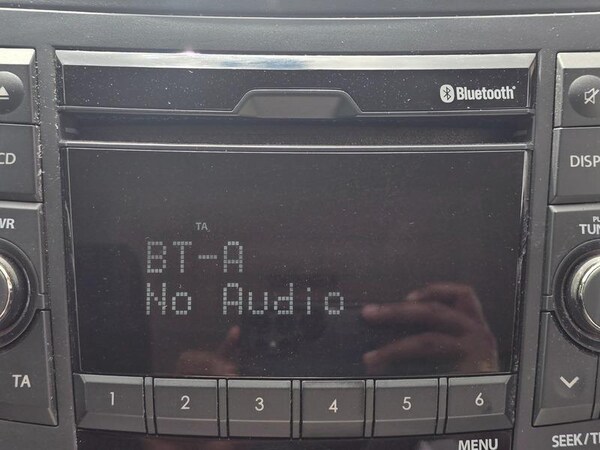 Bluetooth
CD
DISP
TA
BT-A
No Audio
WR
TUN
TA
1 2 3 4 5 6
MENU
SEEK/T